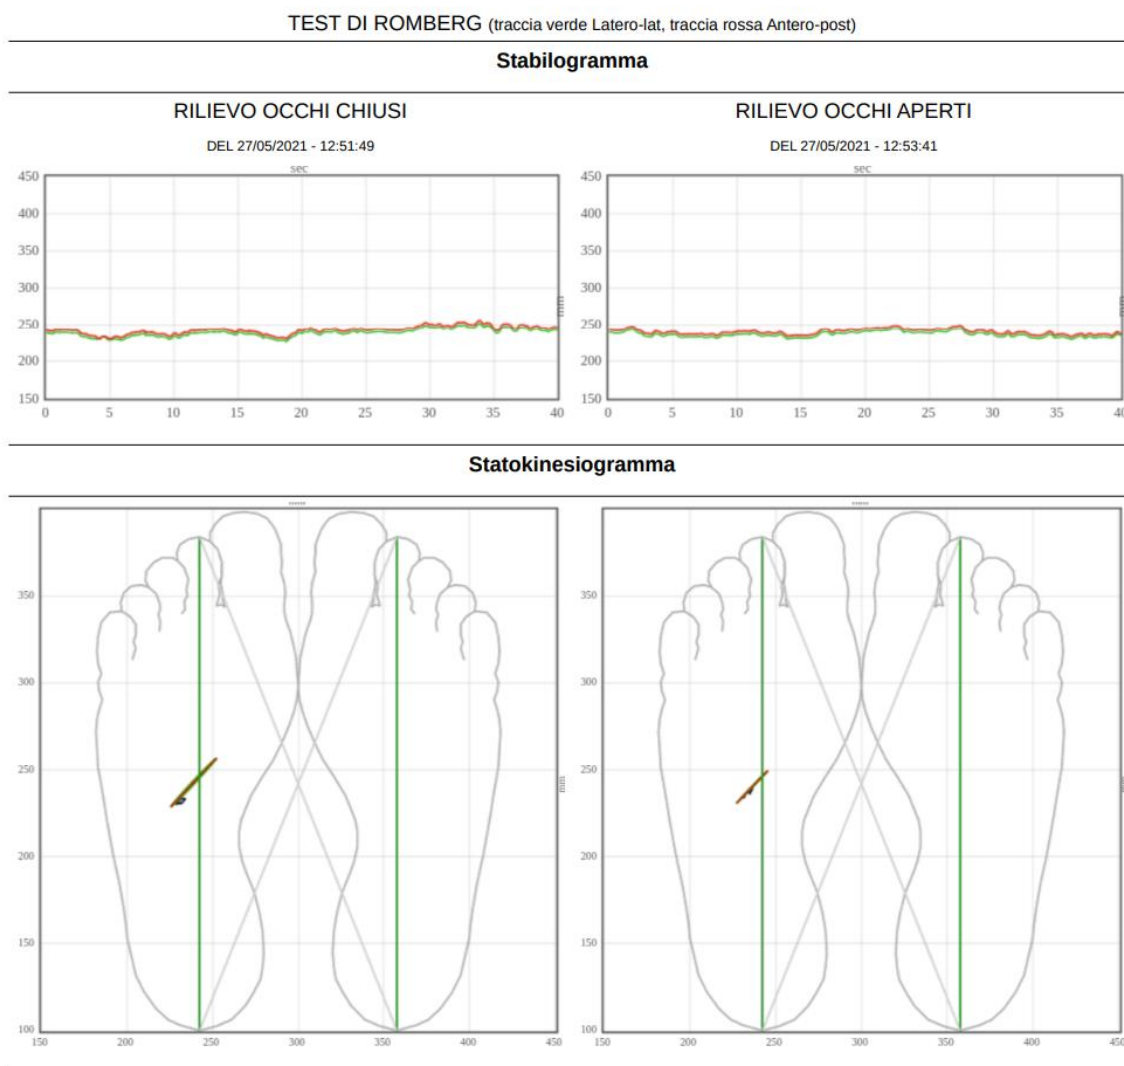 TEST DI ROMBERG (traccia verde Latero-lat, traccia rossa Antero-post)
Stabilogramma
RILIEVO OCCHI CHIUSI
DEL 27/05/2021 - 12:51:49
sec
450
400
350
300
250
200
150
0 5 10 15 20 25 30 35 40
mm
RILIEVO OCCHI APERTI
DEL 27/05/2021 - 12:53:41
sec
450
400
350
300
250
200
150
0 5 10 15 20 25 30 35
Statokinesiogramma
350
300
250
200
150
100
150 200 250 300 350 400 450
mm
350
300
250
200
150
100
150 200 250 300 350 400 450